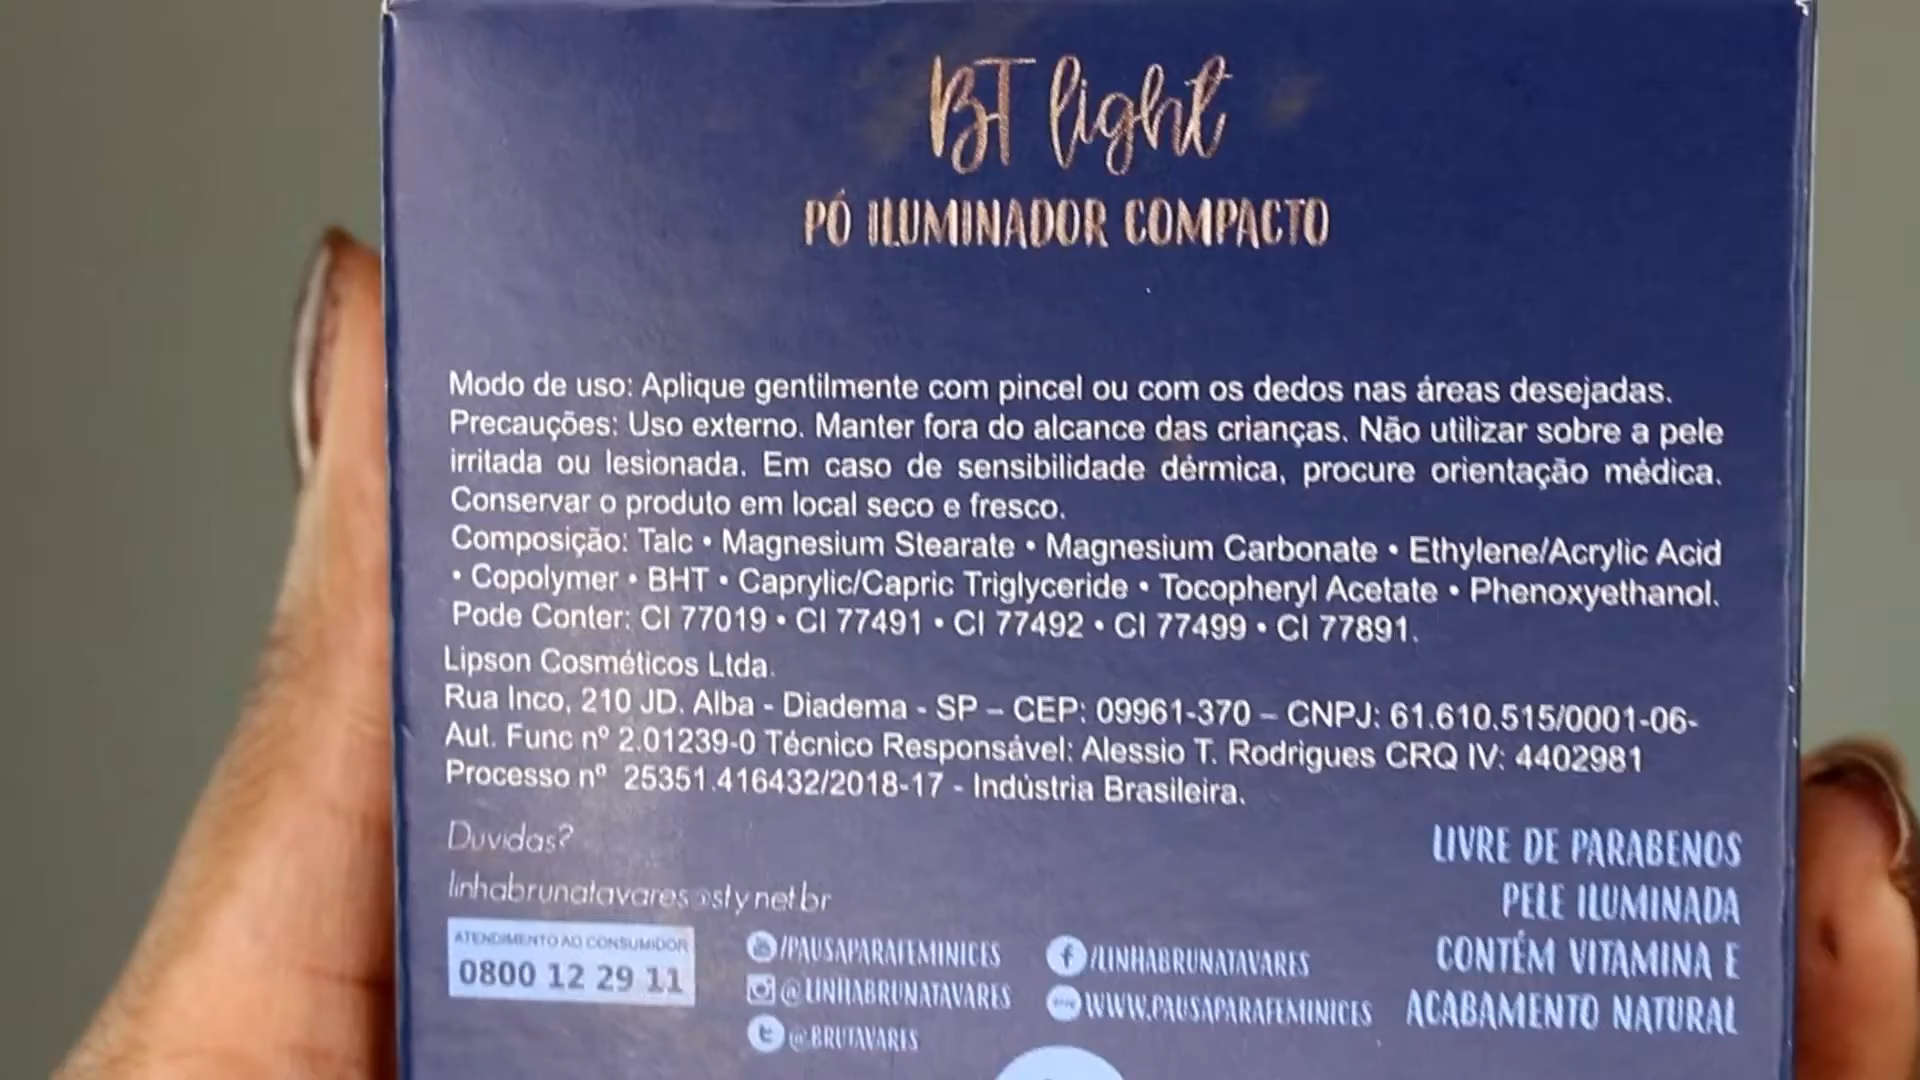 BT light
PÓ ILUMINADOR COMPACTO
Modo de uso: Aplique gentilmente com pincel ou com os dedos nas áreas desejadas.
Precauções: Uso externo. Manter fora do alcance das crianças. Não utilizar sobre a pele
irritada ou lesionada. Em caso de sensibilidade dérmica, procure orientação médica.
Conservar o produto em local seco e fresco.
Composição: Talc • Magnesium Stearate • Magnesium Carbonate • Ethylene/Acrylic Acid
• Copolymer • BHT • Caprylic/Capric Triglyceride • Tocopheryl Acetate • Phenoxyethanol.
Pode Conter: CI 77019 • CI 77491 • CI 77492 • CI 77499 • CI 77891.
Lipson Cosméticos Ltda.
Rua Inco, 210 JD. Alba - Diadema - SP – CEP: 09961-370 – CNPJ: 61.610.515/0001-06-
Aut. Func nº 2.01239-0 Técnico Responsável: Alessio T. Rodrigues CRQ IV: 4402981
Processo nº 25351.416432/2018-17 - Indústria Brasileira.
Duvidas?
linhabrunatavares@sty.net.br
ATENDIMENTO AO CONSUMIDOR
0800 12 29 11
/PAUSAPARAFEMINICES
@LINHABRUNATAVARES
@BRUTAVARES
/LINHABRUNATAVARES
WWW.PAUSAPARAFEMINICES
LIVRE DE PARABENOS
PELE ILUMINADA
CONTÉM VITAMINA E
ACABAMENTO NATURAL